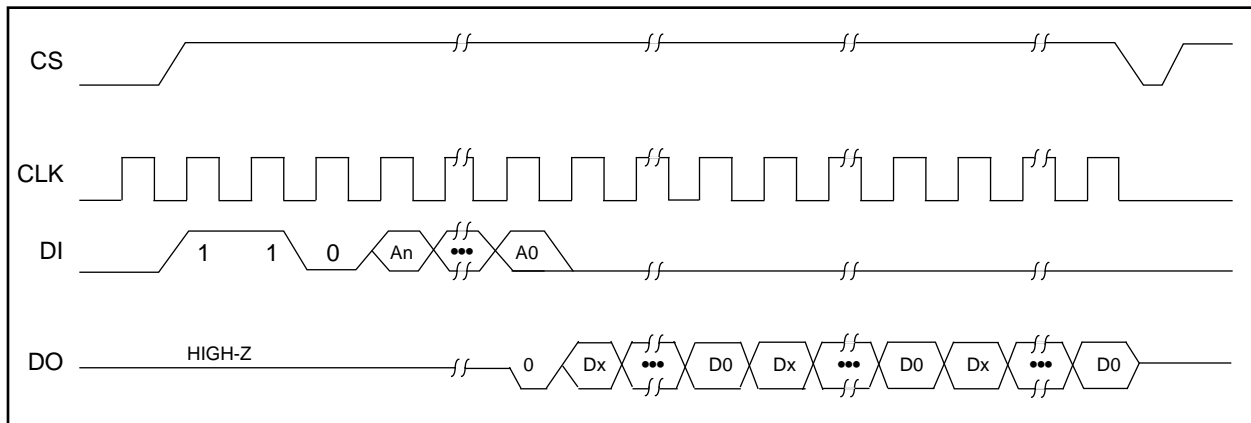 CS
CLK
DI 1 1 0 An ••• A0
DO HIGH-Z 0 Dx ••• D0 Dx ••• D0 Dx ••• D0